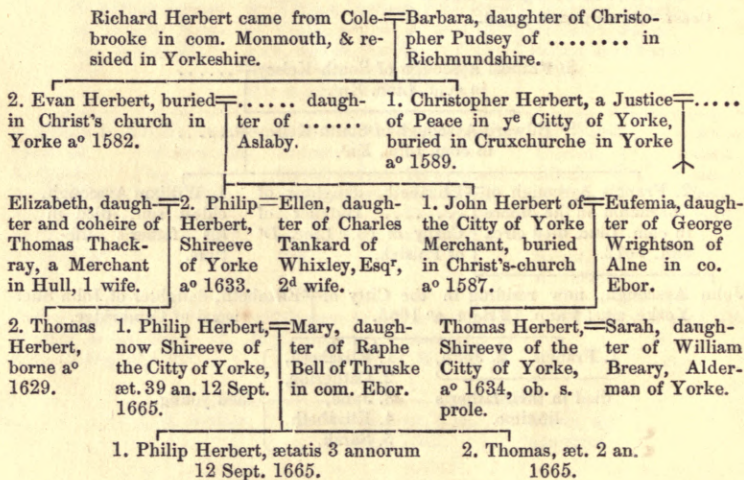 Richard Herbert came from Cole-
brooke in com. Monmouth, & re-
sided in Yorkeshire.
Barbara, daughter of Christo-
pher Pudsey of ........ in
Richmundshire.
2. Evan Herbert, buried
in Christ's church in
Yorke aº 1582.
...... daugh-
ter of ......
Aslaby.
1. Christopher Herbert, a Justice
of Peace in yᵉ Citty of Yorke,
buried in Cruxchurche in Yorke
aº 1589.
.....
Elizabeth, daugh-
ter and coheire of
Thomas Thack-
ray, a Merchant
in Hull, 1 wife.
2. Philip
Herbert,
Shireeve
of Yorke
aº 1633.
Ellen, daugh-
ter of Charles
Tankard of
Whixley, Esqʳ,
2ᵈ wife.
1. John Herbert of
the Citty of Yorke
Merchant, buried
in Christ's-church
aº 1587.
Eufemia, daugh-
ter of George
Wrightson of
Alne in co.
Ebor.
2. Thomas
Herbert,
borne aº
1629.
1. Philip Herbert,
now Shireeve of
the Citty of Yorke,
æt. 39 an. 12 Sept.
1665.
Mary, daugh-
ter of Raphe
Bell of Thruske
in com. Ebor.
Thomas Herbert,
Shireeve of the
Citty of Yorke,
aº 1634, ob. s.
prole.
Sarah, daugh-
ter of William
Breary, Alder-
man of Yorke.
1. Philip Herbert, ætatis 3 annorum
12 Sept. 1665.
2. Thomas, æt. 2 an.
1665.